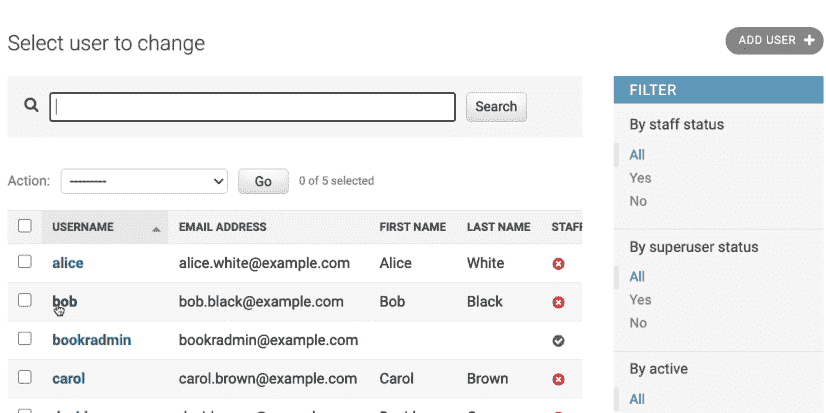 Select user to change
ADD USER +
Search
FILTER
By staff status
All
Yes
No
By superuser status
All
Yes
No
By active
All
Action: --------- Go 0 of 5 selected
USERNAME EMAIL ADDRESS FIRST NAME LAST NAME STAFF
alice alice.white@example.com Alice White
bob bob.black@example.com Bob Black
bookradmin bookradmin@example.com
carol carol.brown@example.com Carol Brown